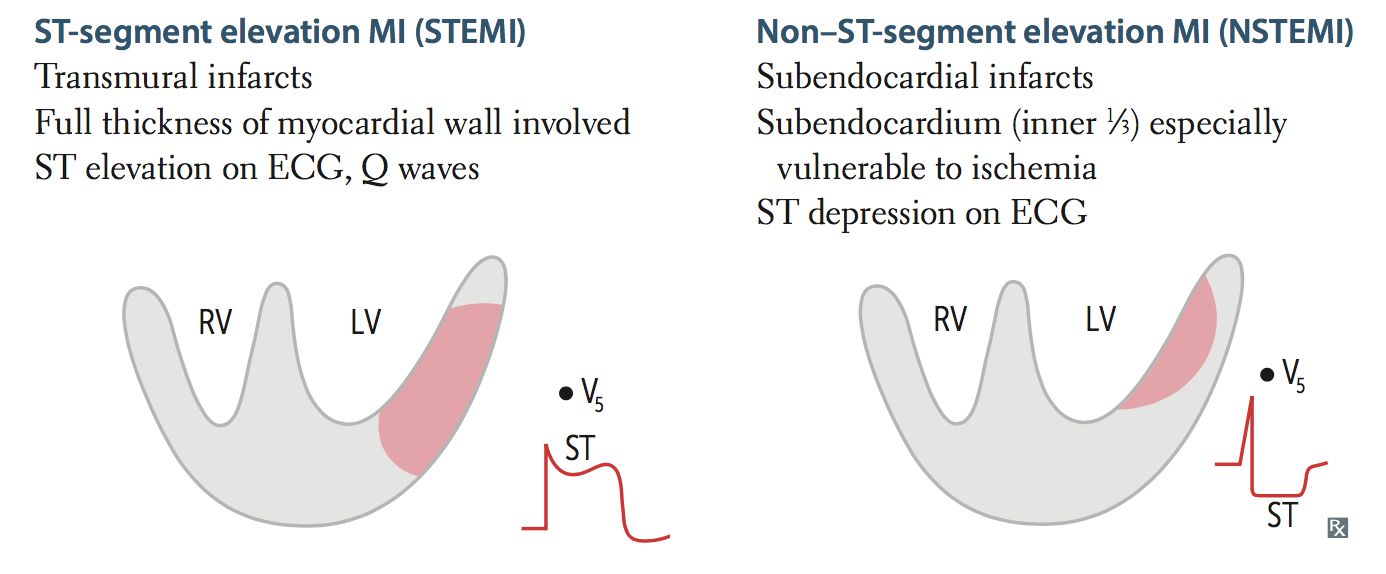 ST-segment elevation MI (STEMI)
Transmural infarcts
Full thickness of myocardial wall involved
ST elevation on ECG, Q waves
RV
LV
V5
ST
Non–ST-segment elevation MI (NSTEMI)
Subendocardial infarcts
Subendocardium (inner ⅓) especially
vulnerable to ischemia
ST depression on ECG
RV
LV
V5
ST
Rx